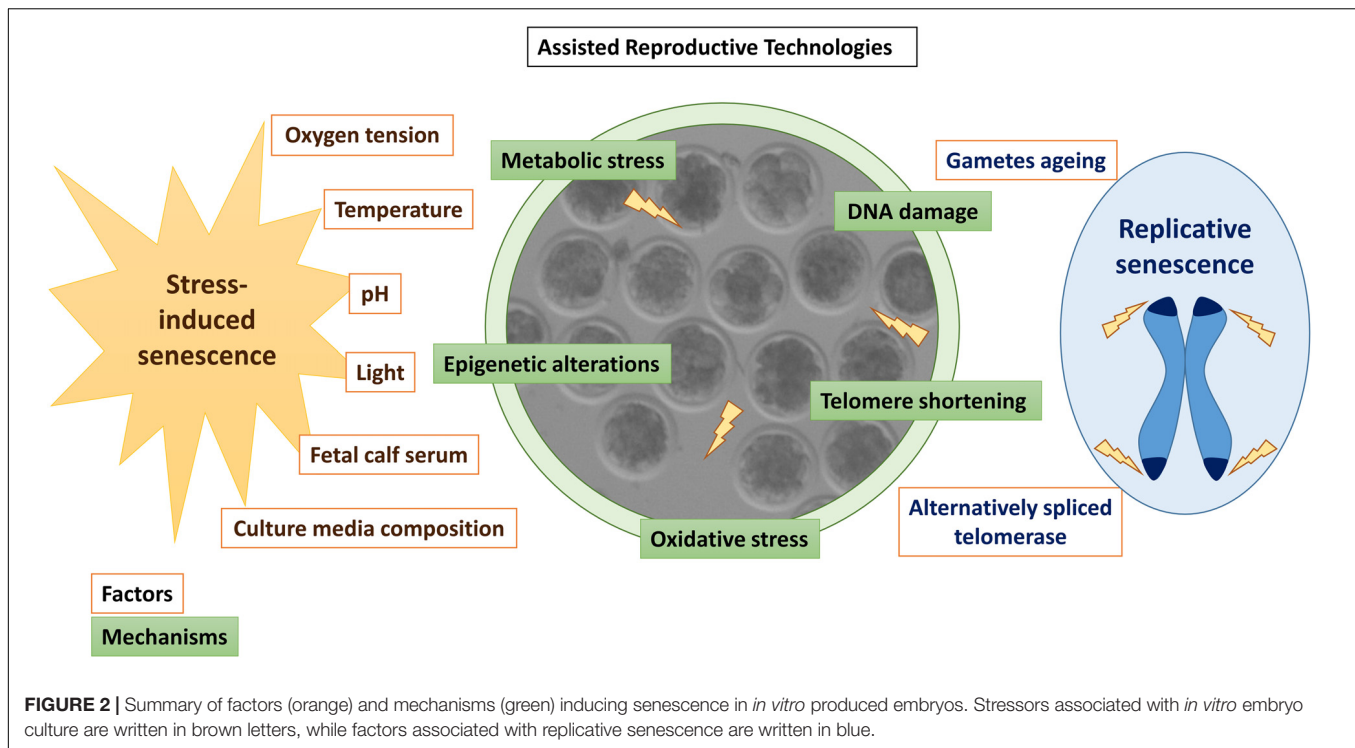 Assisted Reproductive Technologies
Oxygen tension
Temperature
pH
Light
Fetal calf serum
Culture media composition
Stress-
induced
senescence
Metabolic stress
DNA damage
Epigenetic alterations
Telomere shortening
Oxidative stress
Gametes ageing
Replicative
senescence
Alternatively spliced
telomerase
Factors
Mechanisms
FIGURE 2 | Summary of factors (orange) and mechanisms (green) inducing senescence in in vitro produced embryos. Stressors associated with in vitro embryo
culture are written in brown letters, while factors associated with replicative senescence are written in blue.